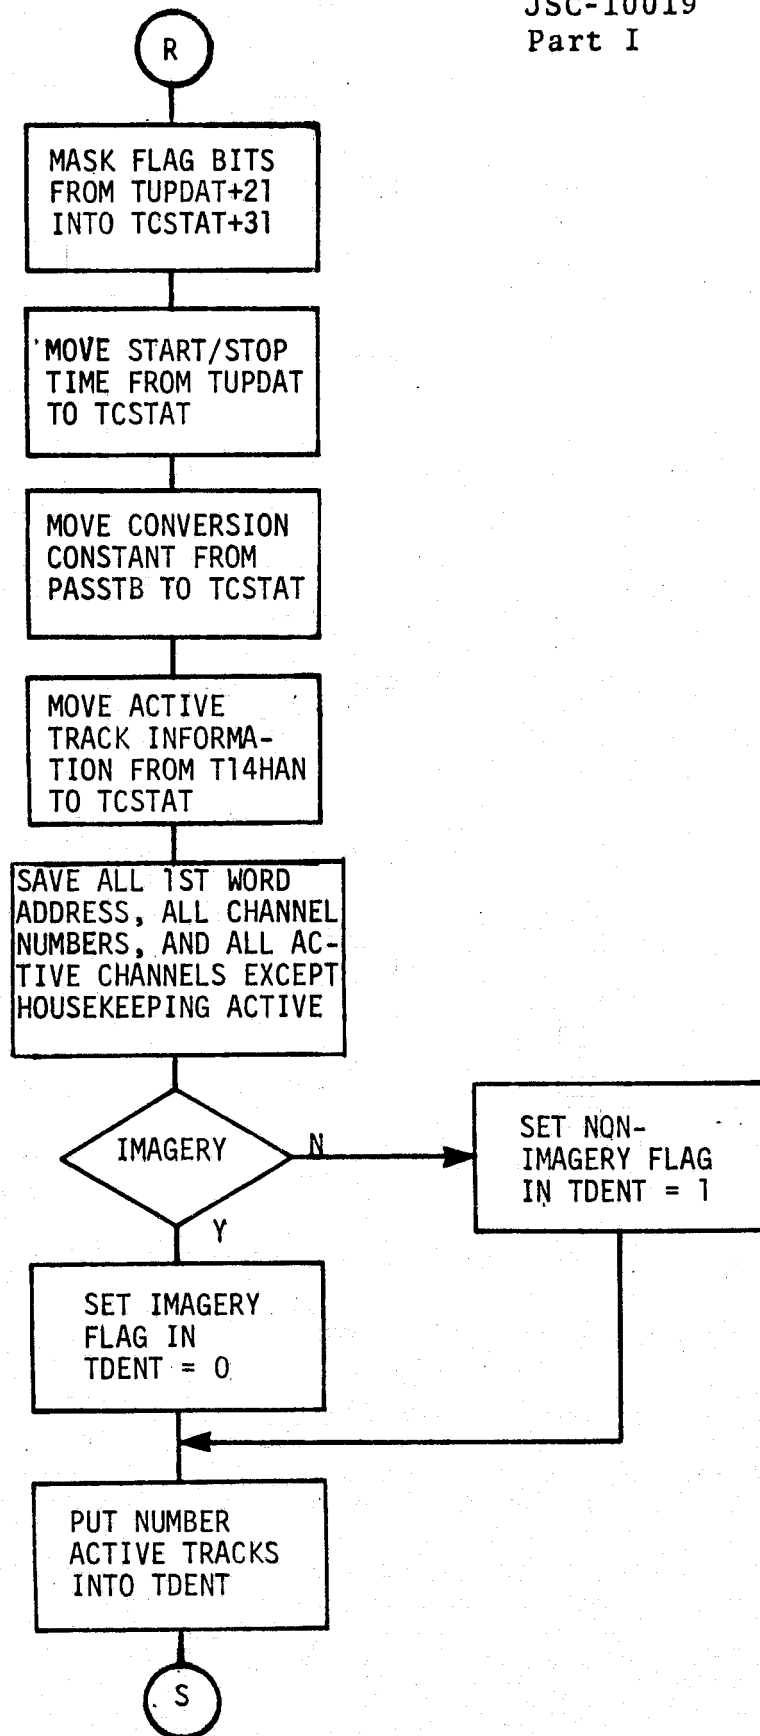 JSC-10019
Part I
R
MASK FLAG BITS
FROM TUPDAT+21
INTO TCSTAT+31
MOVE START/STOP
TIME FROM TUPDAT
TO TCSTAT
MOVE CONVERSION
CONSTANT FROM
PASSTB TO TCSTAT
MOVE ACTIVE
TRACK INFORMA-
TION FROM T14HAN
TO TCSTAT
SAVE ALL 1ST WORD
ADDRESS, ALL CHANNEL
NUMBERS, AND ALL AC-
TIVE CHANNELS EXCEPT
HOUSEKEEPING ACTIVE
IMAGERY
N
SET NON-
IMAGERY FLAG
IN TDENT = 1
Y
SET IMAGERY
FLAG IN
TDENT = 0
PUT NUMBER
ACTIVE TRACKS
INTO TDENT
S